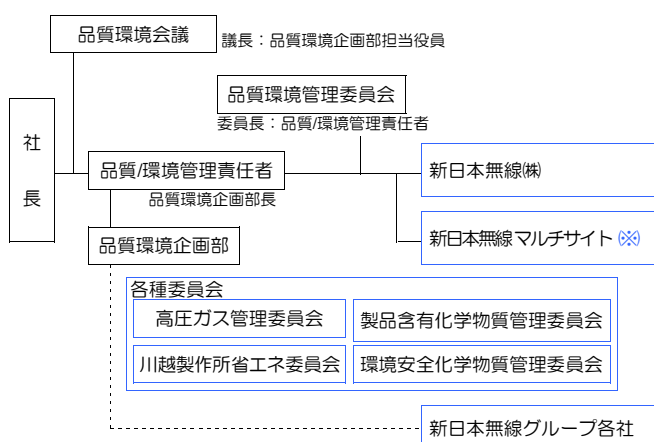 品質環境会議
議長：品質環境企画部担当役員
品質環境管理委員会
委員長：品質/環境管理責任者
社長
品質/環境管理責任者
品質環境企画部長
新日本無線㈱
品質環境企画部
新日本無線 マルチサイト (※)
各種委員会
高圧ガス管理委員会
製品含有化学物質管理委員会
川越製作所省エネ委員会
環境安全化学物質管理委員会
新日本無線グループ各社